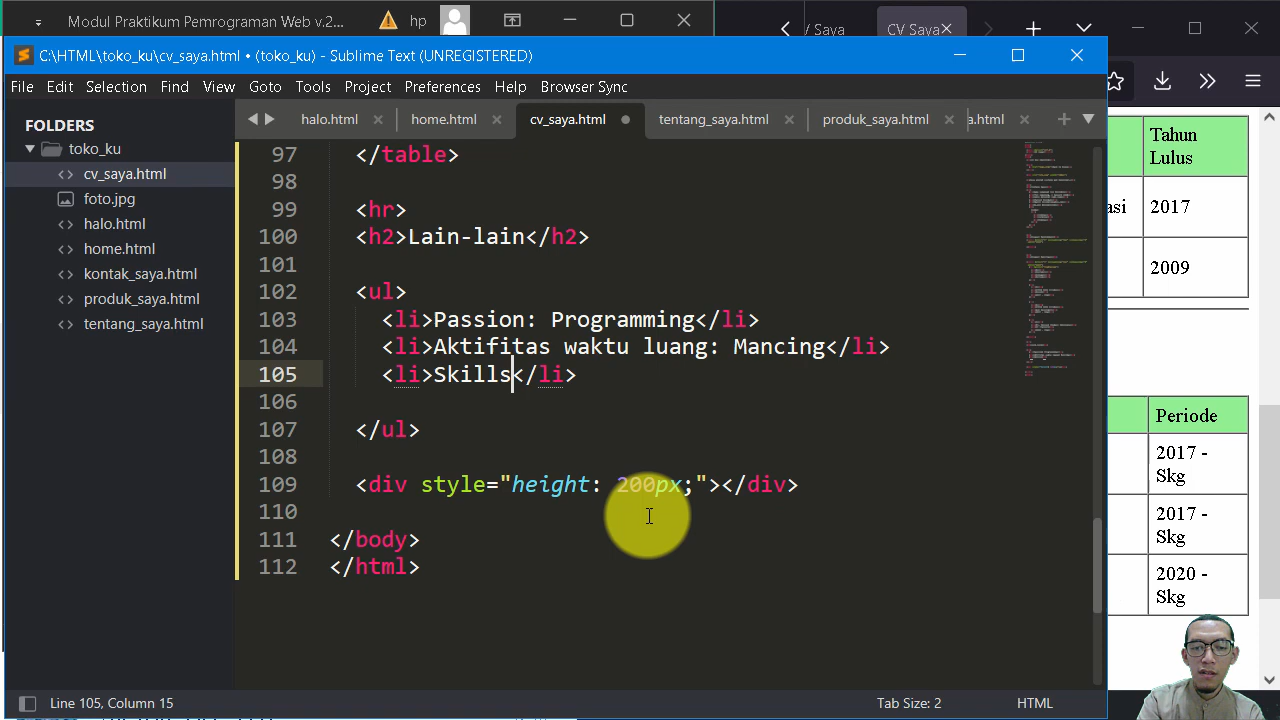 Modul Praktikum Pemrograman Web v.2...
hp
CV Saya
C:\HTML\toko_ku\cv_saya.html • (toko_ku) - Sublime Text (UNREGISTERED)
File Edit Selection Find View Goto Tools Project Preferences Help Browser Sync
FOLDERS
toko_ku
cv_saya.html
foto.jpg
halo.html
home.html
kontak_saya.html
produk_saya.html
tentang_saya.html
halo.html
home.html
cv_saya.html
tentang_saya.html
produk_saya.html
97 </table>
98
99 <hr>
100 <h2>Lain-lain</h2>
101
102 <ul>
103 <li>Passion: Programming</li>
104 <li>Aktifitas waktu luang: Mancing</li>
105 <li>Skills</li>
106
107 </ul>
108
109 <div style="height: 200px;"></div>
110
111 </body>
112 </html>
Line 105, Column 15
Tab Size: 2
HTML
Tahun
Lulus
2017
2009
Periode
2017 -
Skg
2017 -
Skg
2020 -
Skg